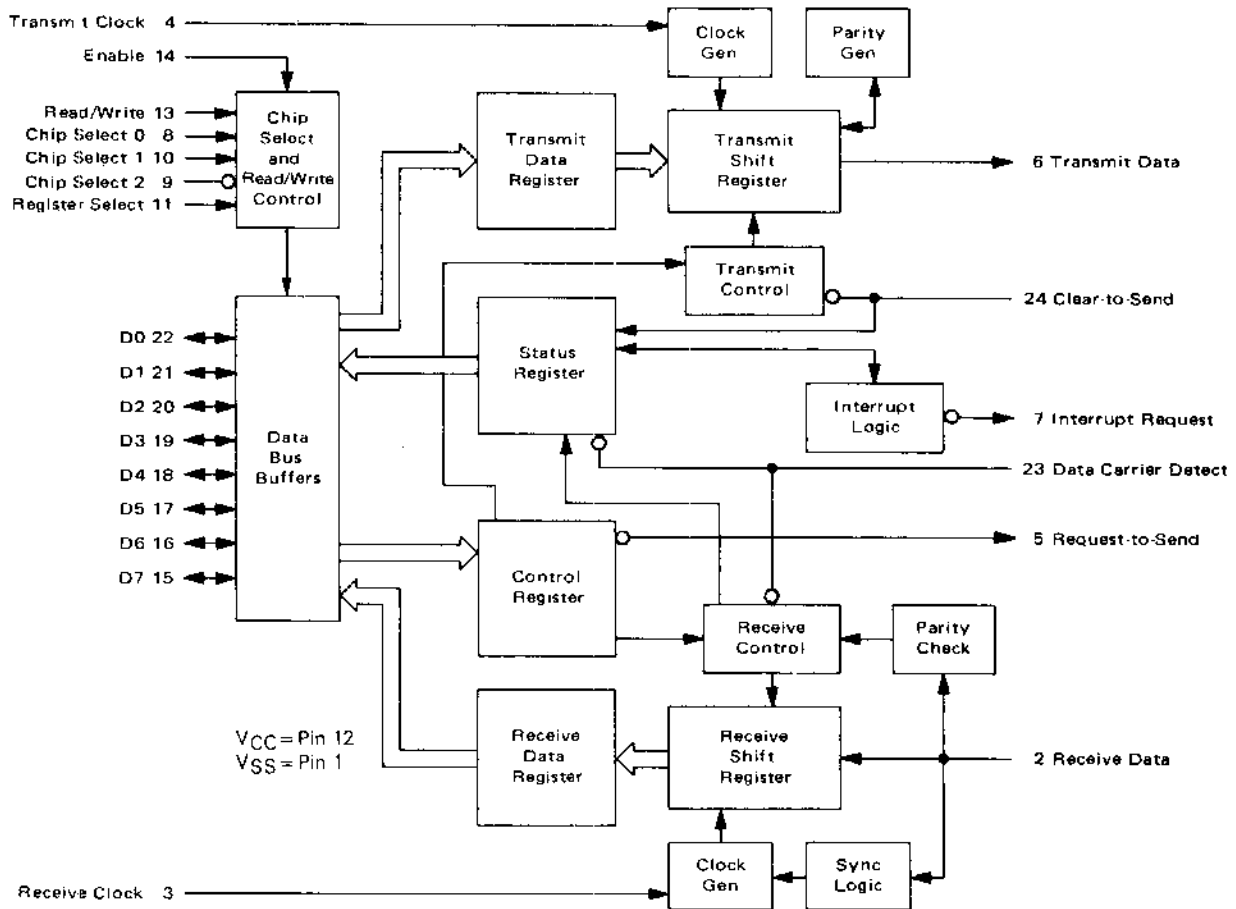 Transm t Clock 4
Clock
Gen
Parity
Gen
Enable 14
Read/Write 13
Chip Select 0 8
Chip Select 1 10
Chip Select 2 9
Register Select 11
Chip
Select
and
Read/Write
Control
Transmit
Data
Register
Transmit
Shift
Register
6 Transmit Data
Transmit
Control
24 Clear-to-Send
D0 22
D1 21
D2 20
D3 19
D4 18
D5 17
D6 16
D7 15
Data
Bus
Buffers
Status
Register
Interrupt
Logic
7 Interrupt Request
23 Data Carrier Detect
5 Request-to-Send
Control
Register
Receive
Control
Parity
Check
VCC = Pin 12
VSS = Pin 1
Receive
Data
Register
Receive
Shift
Register
2 Receive Data
Receive Clock 3
Clock
Gen
Sync
Logic